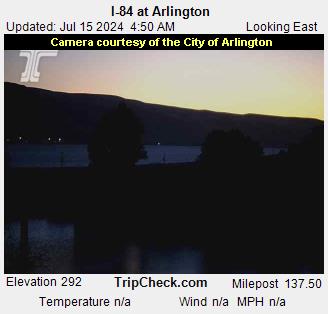 I-84 at Arlington
Updated: Jul 15 2024 4:50 AM Looking East
Camera courtesy of the City of Arlington
Elevation 292 TripCheck.com Milepost 137.50
Temperature n/a Wind n/a MPH n/a